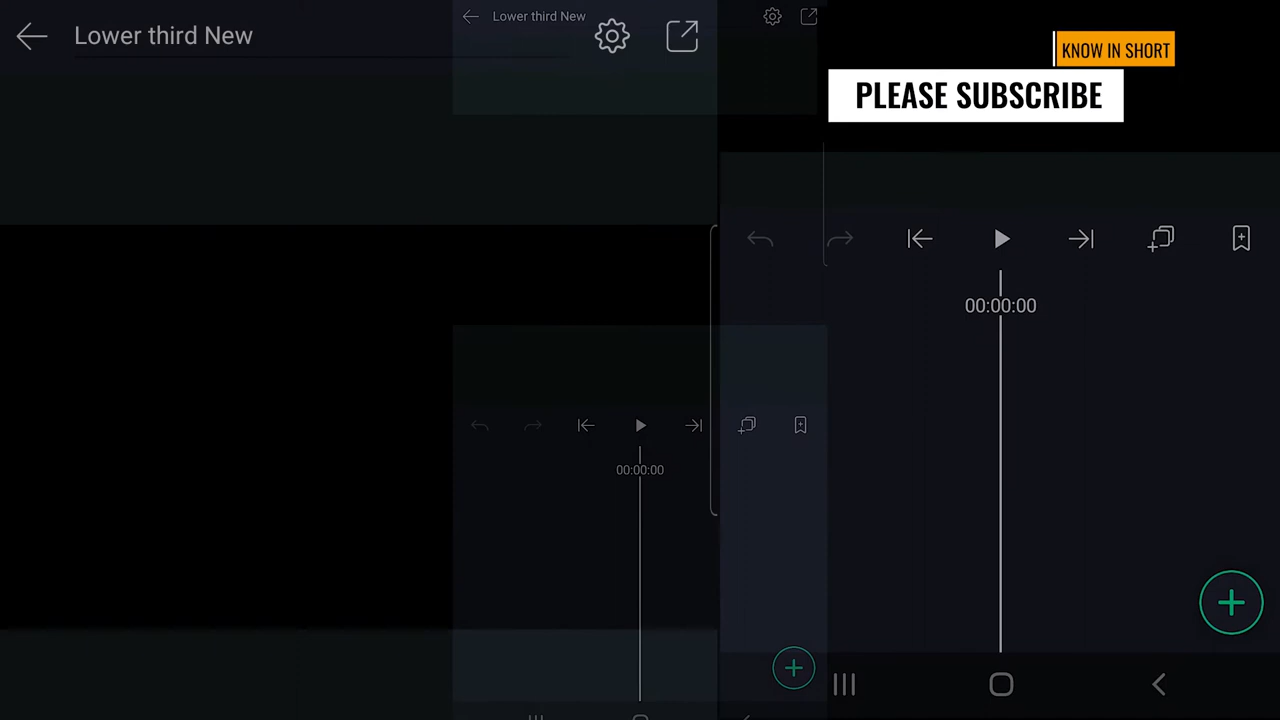 Lower third New
Lower third New
KNOW IN SHORT
PLEASE SUBSCRIBE
00:00:00
00:00:00